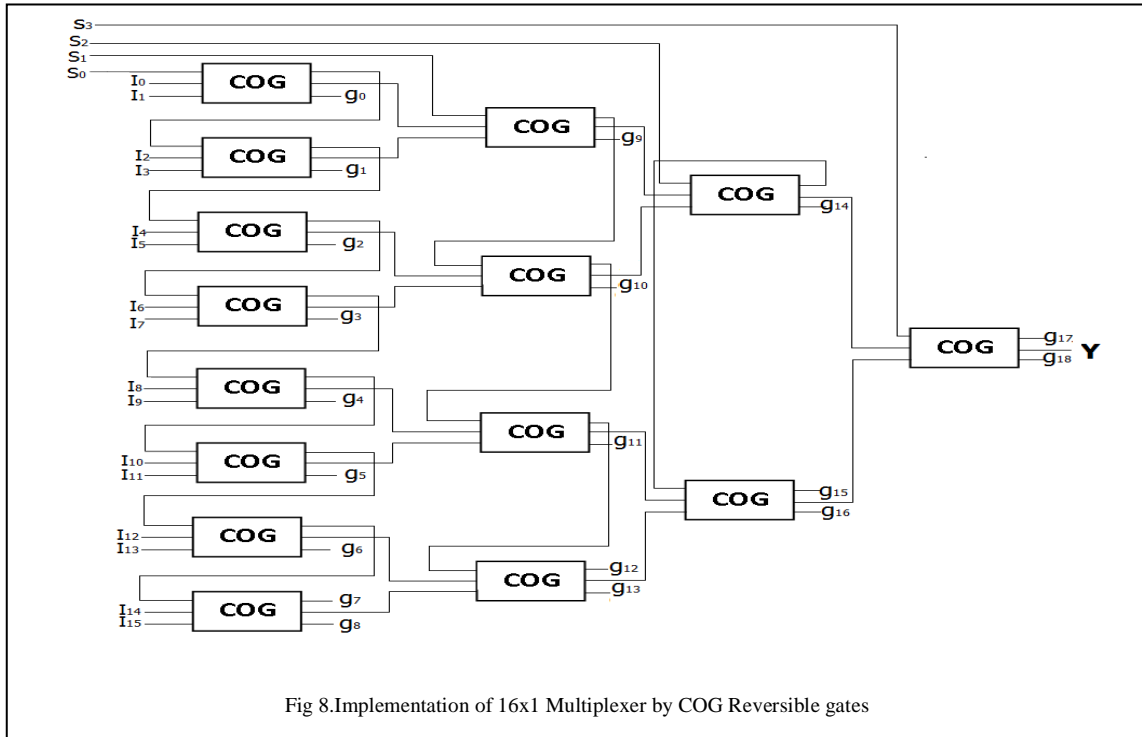 S3
S2
S1
S0
I0
I1
COG
g0
I2
I3
COG
g1
I4
I5
COG
g2
I6
I7
COG
g3
I8
I9
COG
g4
I10
I11
COG
g5
I12
I13
COG
g6
I14
I15
COG
g7
g8
COG
g9
COG
g10
COG
g11
COG
g12
g13
COG
g14
COG
g15
g16
COG
g17
Y
g18
Fig 8.Implementation of 16x1 Multiplexer by COG Reversible gates